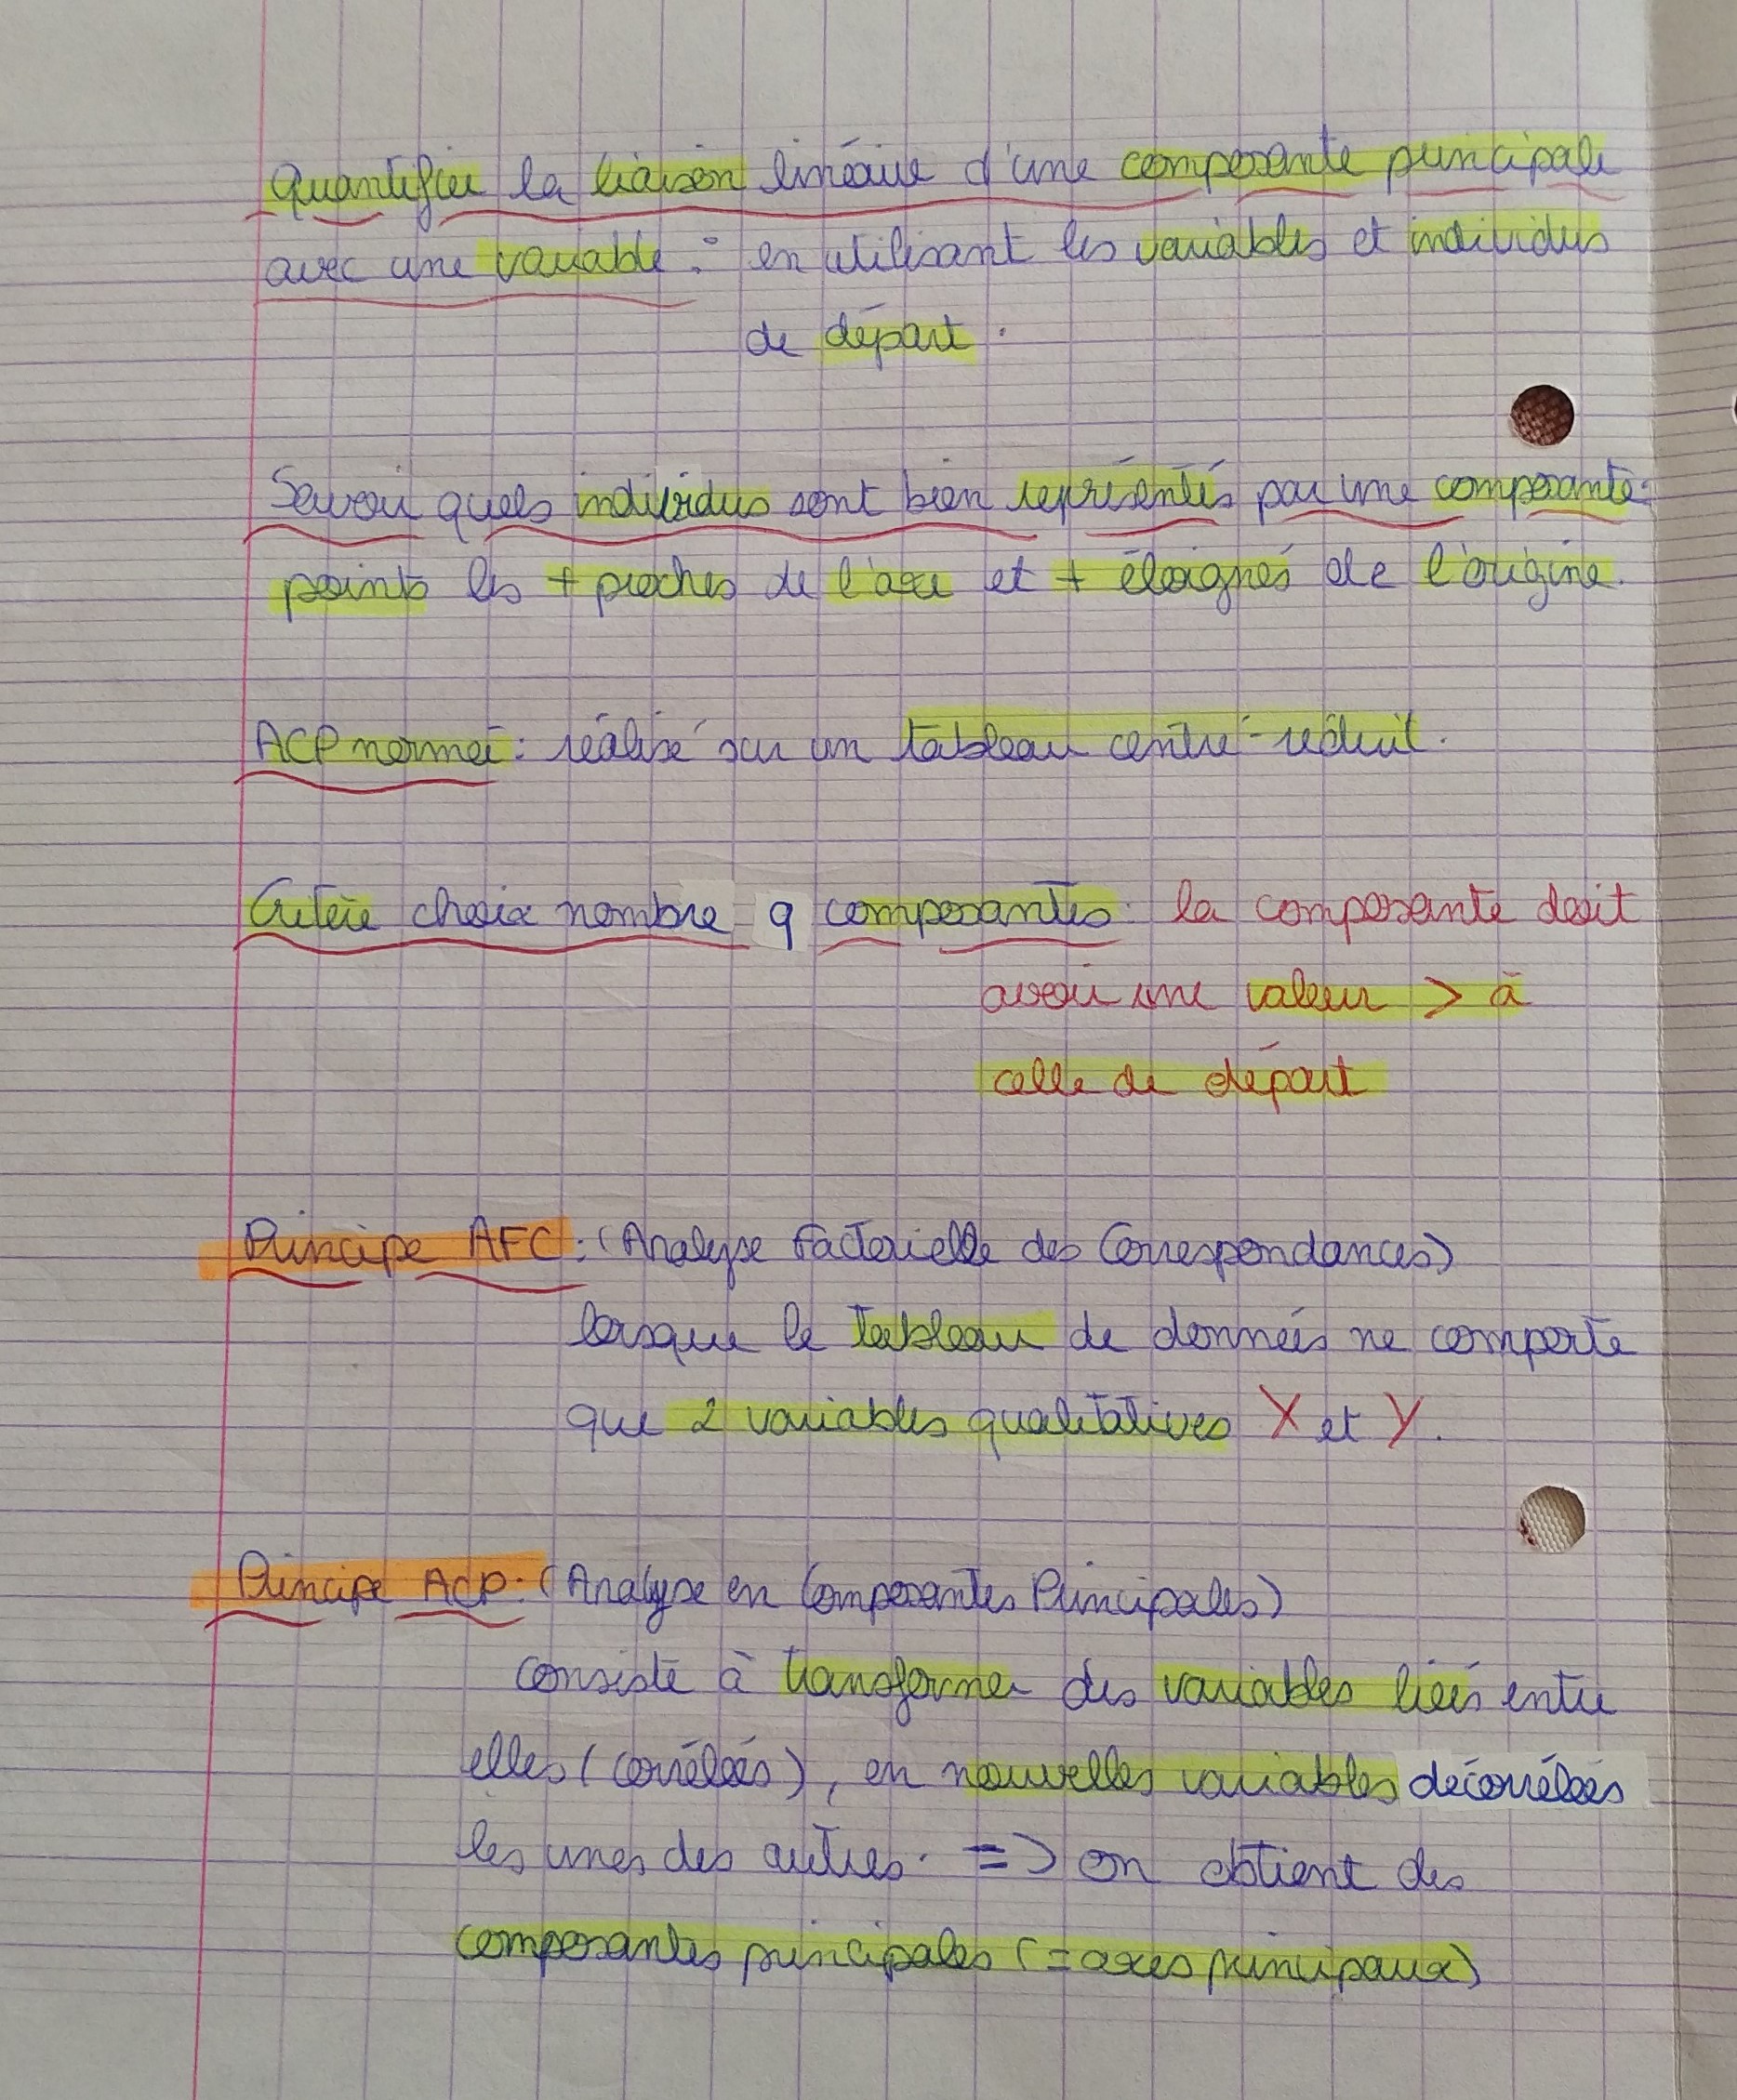 Quantifier la liaison linéaire d'une composante principale
avec une variable : en utilisant les variables et individus
de départ.
Savoir quels individus sont bien représentés par une composante:
points les + proches de l'axe et + éloignés de l'origine.
ACP normée : réalisé sur un tableau centré-réduit.
Critère choix nombre q composantes : la composante doit
avoir une valeur > à
celle de départ
Principe AFC : (Analyse Factorielle des Correspondances)
lorsque le tableau de données ne comporte
que 2 variables qualitatives X et Y.
Principe ACP : (Analyse en Composantes Principales)
consiste à transformer des variables liées entre
elles (corrélées), en nouvelles variables décorrélées
les unes des autres. => on obtient des
composantes principales (= axes principaux)